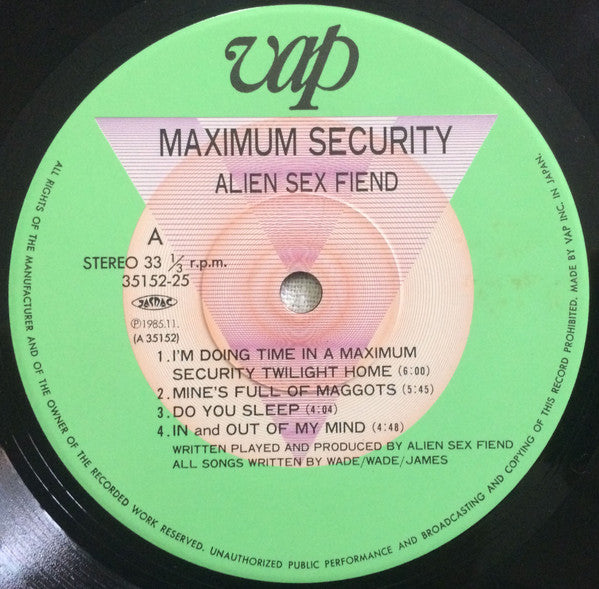 vap
MAXIMUM SECURITY
ALIEN SEX FIEND
A
STEREO 33 1/3 r.p.m.
35152-25
JASRAC
Ⓟ1985.11.
(A 35152)
1. I'M DOING TIME IN A MAXIMUM
SECURITY TWILIGHT HOME (6:00)
2. MINE'S FULL OF MAGGOTS (5:45)
3. DO YOU SLEEP (4:04)
4. IN and OUT OF MY MIND (4:48)
WRITTEN PLAYED AND PRODUCED BY ALIEN SEX FIEND
ALL SONGS WRITTEN BY WADE/WADE/JAMES
ALL RIGHTS OF THE MANUFACTURER AND OF THE OWNER OF THE RECORDED WORK RESERVED. UNAUTHORIZED PUBLIC PERFORMANCE AND BROADCASTING AND COPYING OF THIS RECORD PROHIBITED. MADE BY VAP INC. IN JAPAN.